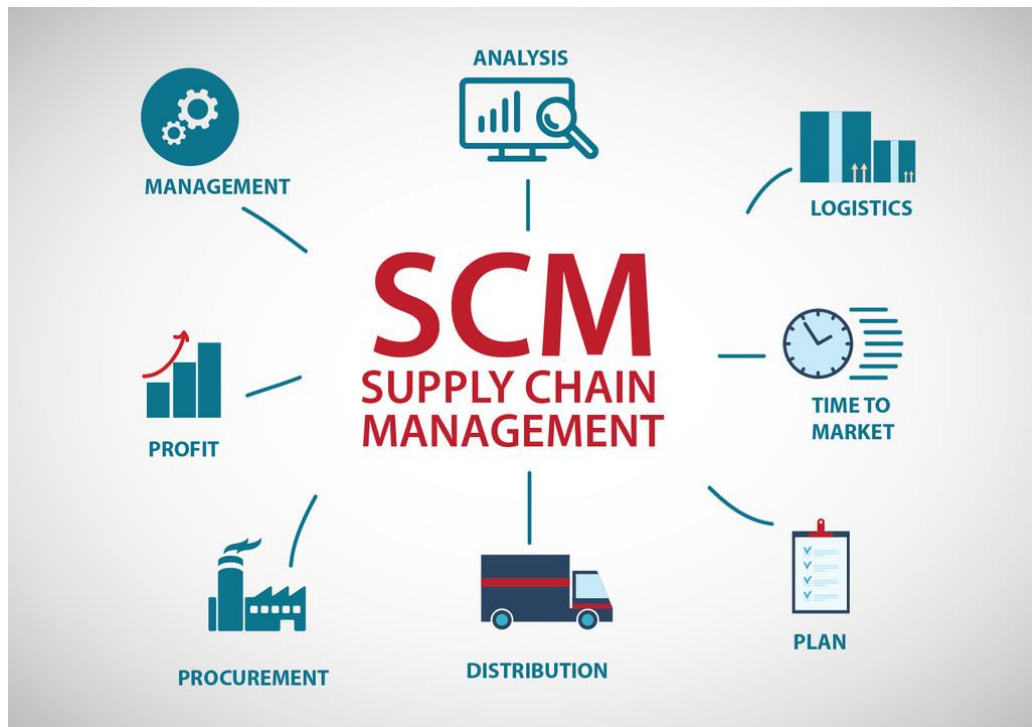 ANALYSIS
MANAGEMENT
LOGISTICS
SCM
SUPPLY CHAIN
MANAGEMENT
TIME TO
MARKET
PROFIT
PLAN
PROCUREMENT
DISTRIBUTION